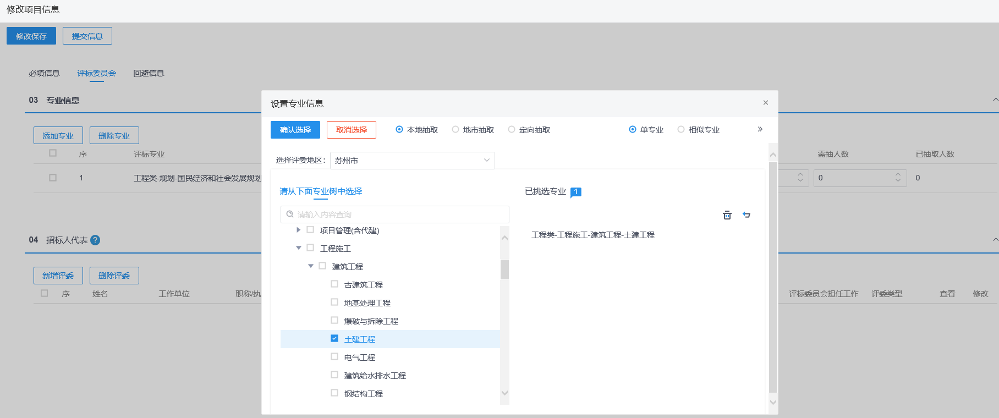 修改项目信息
修改保存 提交信息
必填信息 评标委员会 回避信息
03 专业信息
添加专业 删除专业
序 评标专业 需抽人数 已抽取人数
1 工程类-规划-国民经济和社会发展规划 0 0
04 招标人代表 ?
新增评委 删除评委
序 姓名 工作单位 职称/执 评标委员会担任工作 评委类型 查看 修改
设置专业信息 ×
确认选择 取消选择 本地抽取 地市抽取 定向抽取 单专业 相似专业 »
选择评委地区: 苏州市
请从下面专业树中选择 已挑选专业 1
请输入内容查询
项目管理(含代建)
工程类-工程施工-建筑工程-土建工程
工程施工
建筑工程
古建筑工程
地基处理工程
爆破与拆除工程
土建工程
电气工程
建筑给水排水工程
钢结构工程